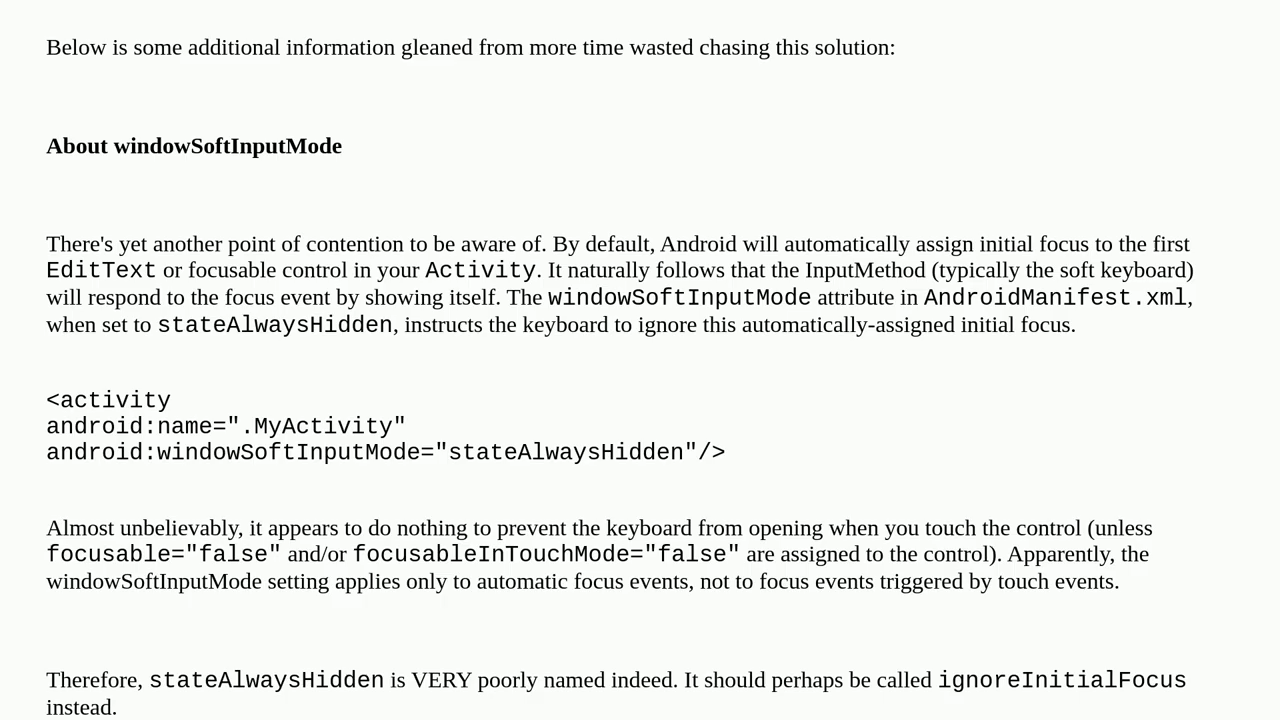 Below is some additional information gleaned from more time wasted chasing this solution:
About windowSoftInputMode
There's yet another point of contention to be aware of. By default, Android will automatically assign initial focus to the first
EditText or focusable control in your Activity. It naturally follows that the InputMethod (typically the soft keyboard)
will respond to the focus event by showing itself. The windowSoftInputMode attribute in AndroidManifest.xml,
when set to stateAlwaysHidden, instructs the keyboard to ignore this automatically-assigned initial focus.
<activity
android:name=".MyActivity"
android:windowSoftInputMode="stateAlwaysHidden"/>
Almost unbelievably, it appears to do nothing to prevent the keyboard from opening when you touch the control (unless
focusable="false" and/or focusableInTouchMode="false" are assigned to the control). Apparently, the
windowSoftInputMode setting applies only to automatic focus events, not to focus events triggered by touch events.
Therefore, stateAlwaysHidden is VERY poorly named indeed. It should perhaps be called ignoreInitialFocus
instead.